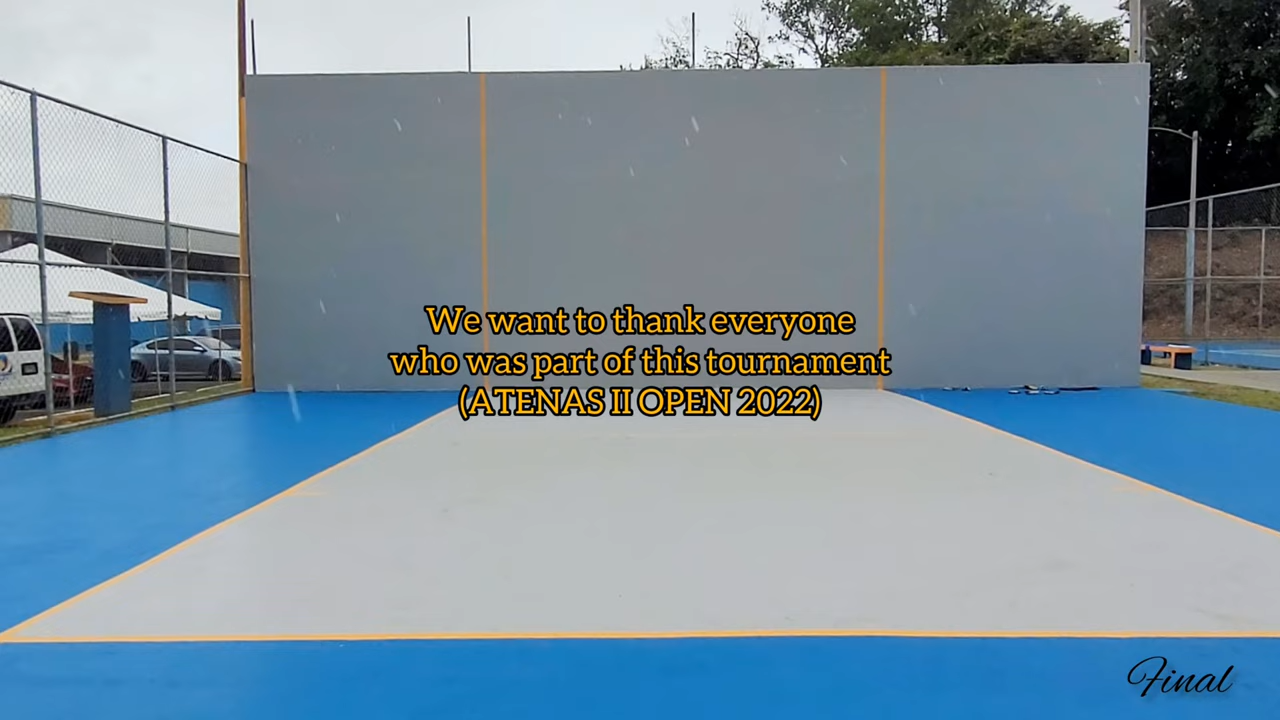 We want to thank everyone
who was part of this tournament
(ATENAS II OPEN 2022)
Final